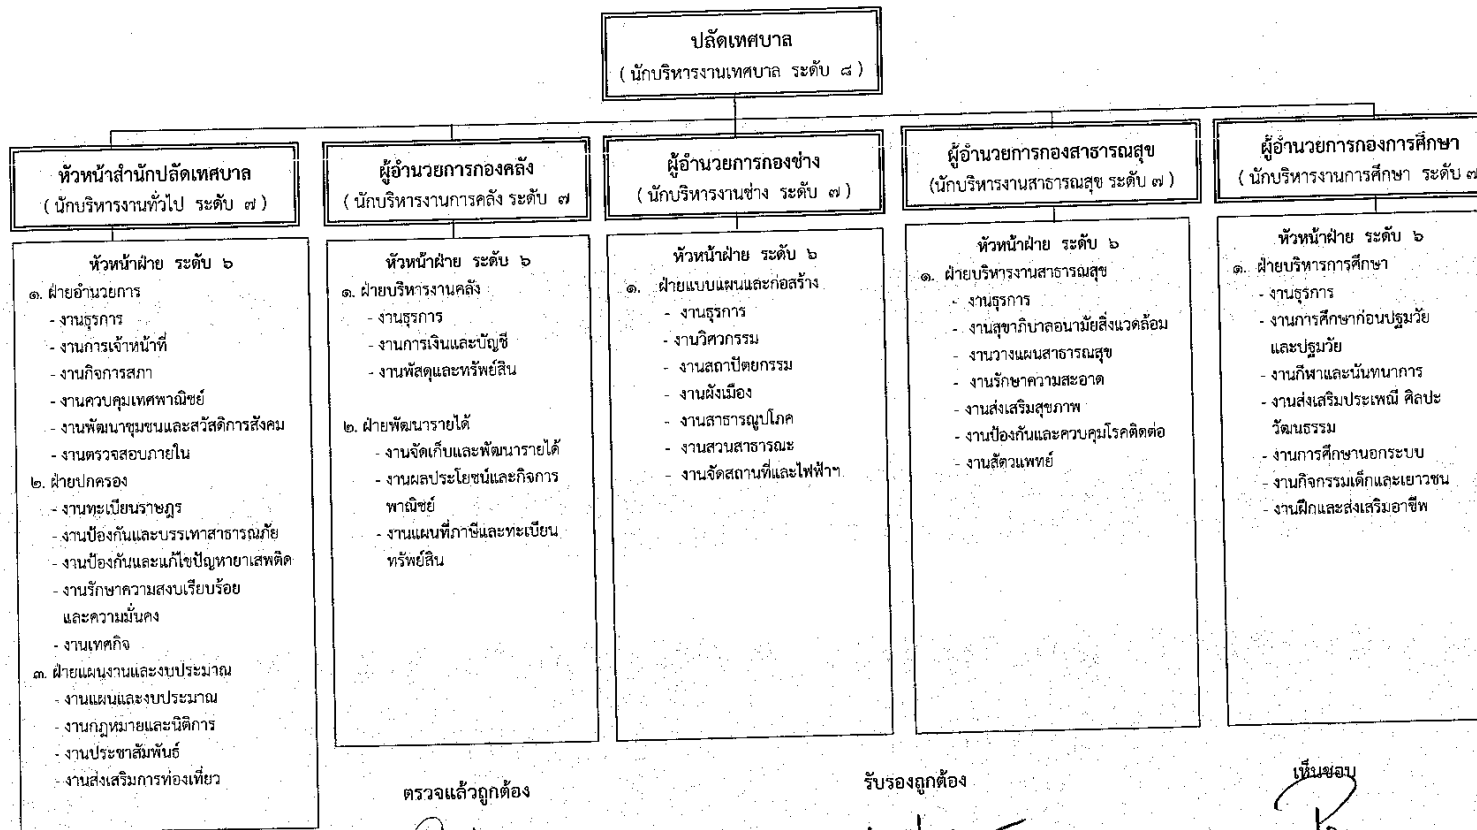 ปลัดเทศบาล
( นักบริหารงานเทศบาล ระดับ ๘ )
หัวหน้าสำนักปลัดเทศบาล
( นักบริหารงานทั่วไป ระดับ ๗ )
หัวหน้าฝ่าย ระดับ ๖
๑. ฝ่ายอำนวยการ
- งานธุรการ
- งานการเจ้าหน้าที่
- งานกิจการสภา
- งานควบคุมเทศพาณิชย์
- งานพัฒนาชุมชนและสวัสดิการสังคม
- งานตรวจสอบภายใน
๒. ฝ่ายปกครอง
- งานทะเบียนราษฎร
- งานป้องกันและบรรเทาสาธารณภัย
- งานป้องกันและแก้ไขปัญหายาเสพติด
- งานรักษาความสงบเรียบร้อย
และความมั่นคง
- งานเทศกิจ
๓. ฝ่ายแผนงานและงบประมาณ
- งานแผนและงบประมาณ
- งานกฎหมายและนิติการ
- งานประชาสัมพันธ์
- งานส่งเสริมการท่องเที่ยว
ผู้อำนวยการกองคลัง
( นักบริหารงานการคลัง ระดับ ๗
หัวหน้าฝ่าย ระดับ ๖
๑. ฝ่ายบริหารงานคลัง
- งานธุรการ
- งานการเงินและบัญชี
- งานพัสดุและทรัพย์สิน
๒. ฝ่ายพัฒนารายได้
- งานจัดเก็บและพัฒนารายได้
- งานผลประโยชน์และกิจการ
พาณิชย์
- งานแผนที่ภาษีและทะเบียน
ทรัพย์สิน
ผู้อำนวยการกองช่าง
( นักบริหารงานช่าง ระดับ ๗ )
หัวหน้าฝ่าย ระดับ ๖
๑. ฝ่ายแบบแผนและก่อสร้าง
- งานธุรการ
- งานวิศวกรรม
- งานสถาปัตยกรรม
- งานผังเมือง
- งานสาธารณูปโภค
- งานสวนสาธารณะ
- งานจัดสถานที่และไฟฟ้าฯ
ผู้อำนวยการกองสาธารณสุข
(นักบริหารงานสาธารณสุข ระดับ ๗ )
หัวหน้าฝ่าย ระดับ ๖
๑. ฝ่ายบริหารงานสาธารณสุข
- งานธุรการ
- งานสุขาภิบาลอนามัยสิ่งแวดล้อม
- งานวางแผนสาธารณสุข
- งานรักษาความสะอาด
- งานส่งเสริมสุขภาพ
- งานป้องกันและควบคุมโรคติดต่อ
- งานสัตวแพทย์
ผู้อำนวยการกองการศึกษา
( นักบริหารงานการศึกษา ระดับ ๗
หัวหน้าฝ่าย ระดับ ๖
๑. ฝ่ายบริหารการศึกษา
- งานธุรการ
- งานการศึกษาก่อนปฐมวัย
และปฐมวัย
- งานกีฬาและนันทนาการ
- งานส่งเสริมประเพณี ศิลปะ
วัฒนธรรม
- งานการศึกษานอกระบบ
- งานกิจกรรมเด็กและเยาวชน
- งานฝึกและส่งเสริมอาชีพ
ตรวจแล้วถูกต้อง
รับรองถูกต้อง
เห็นชอบ